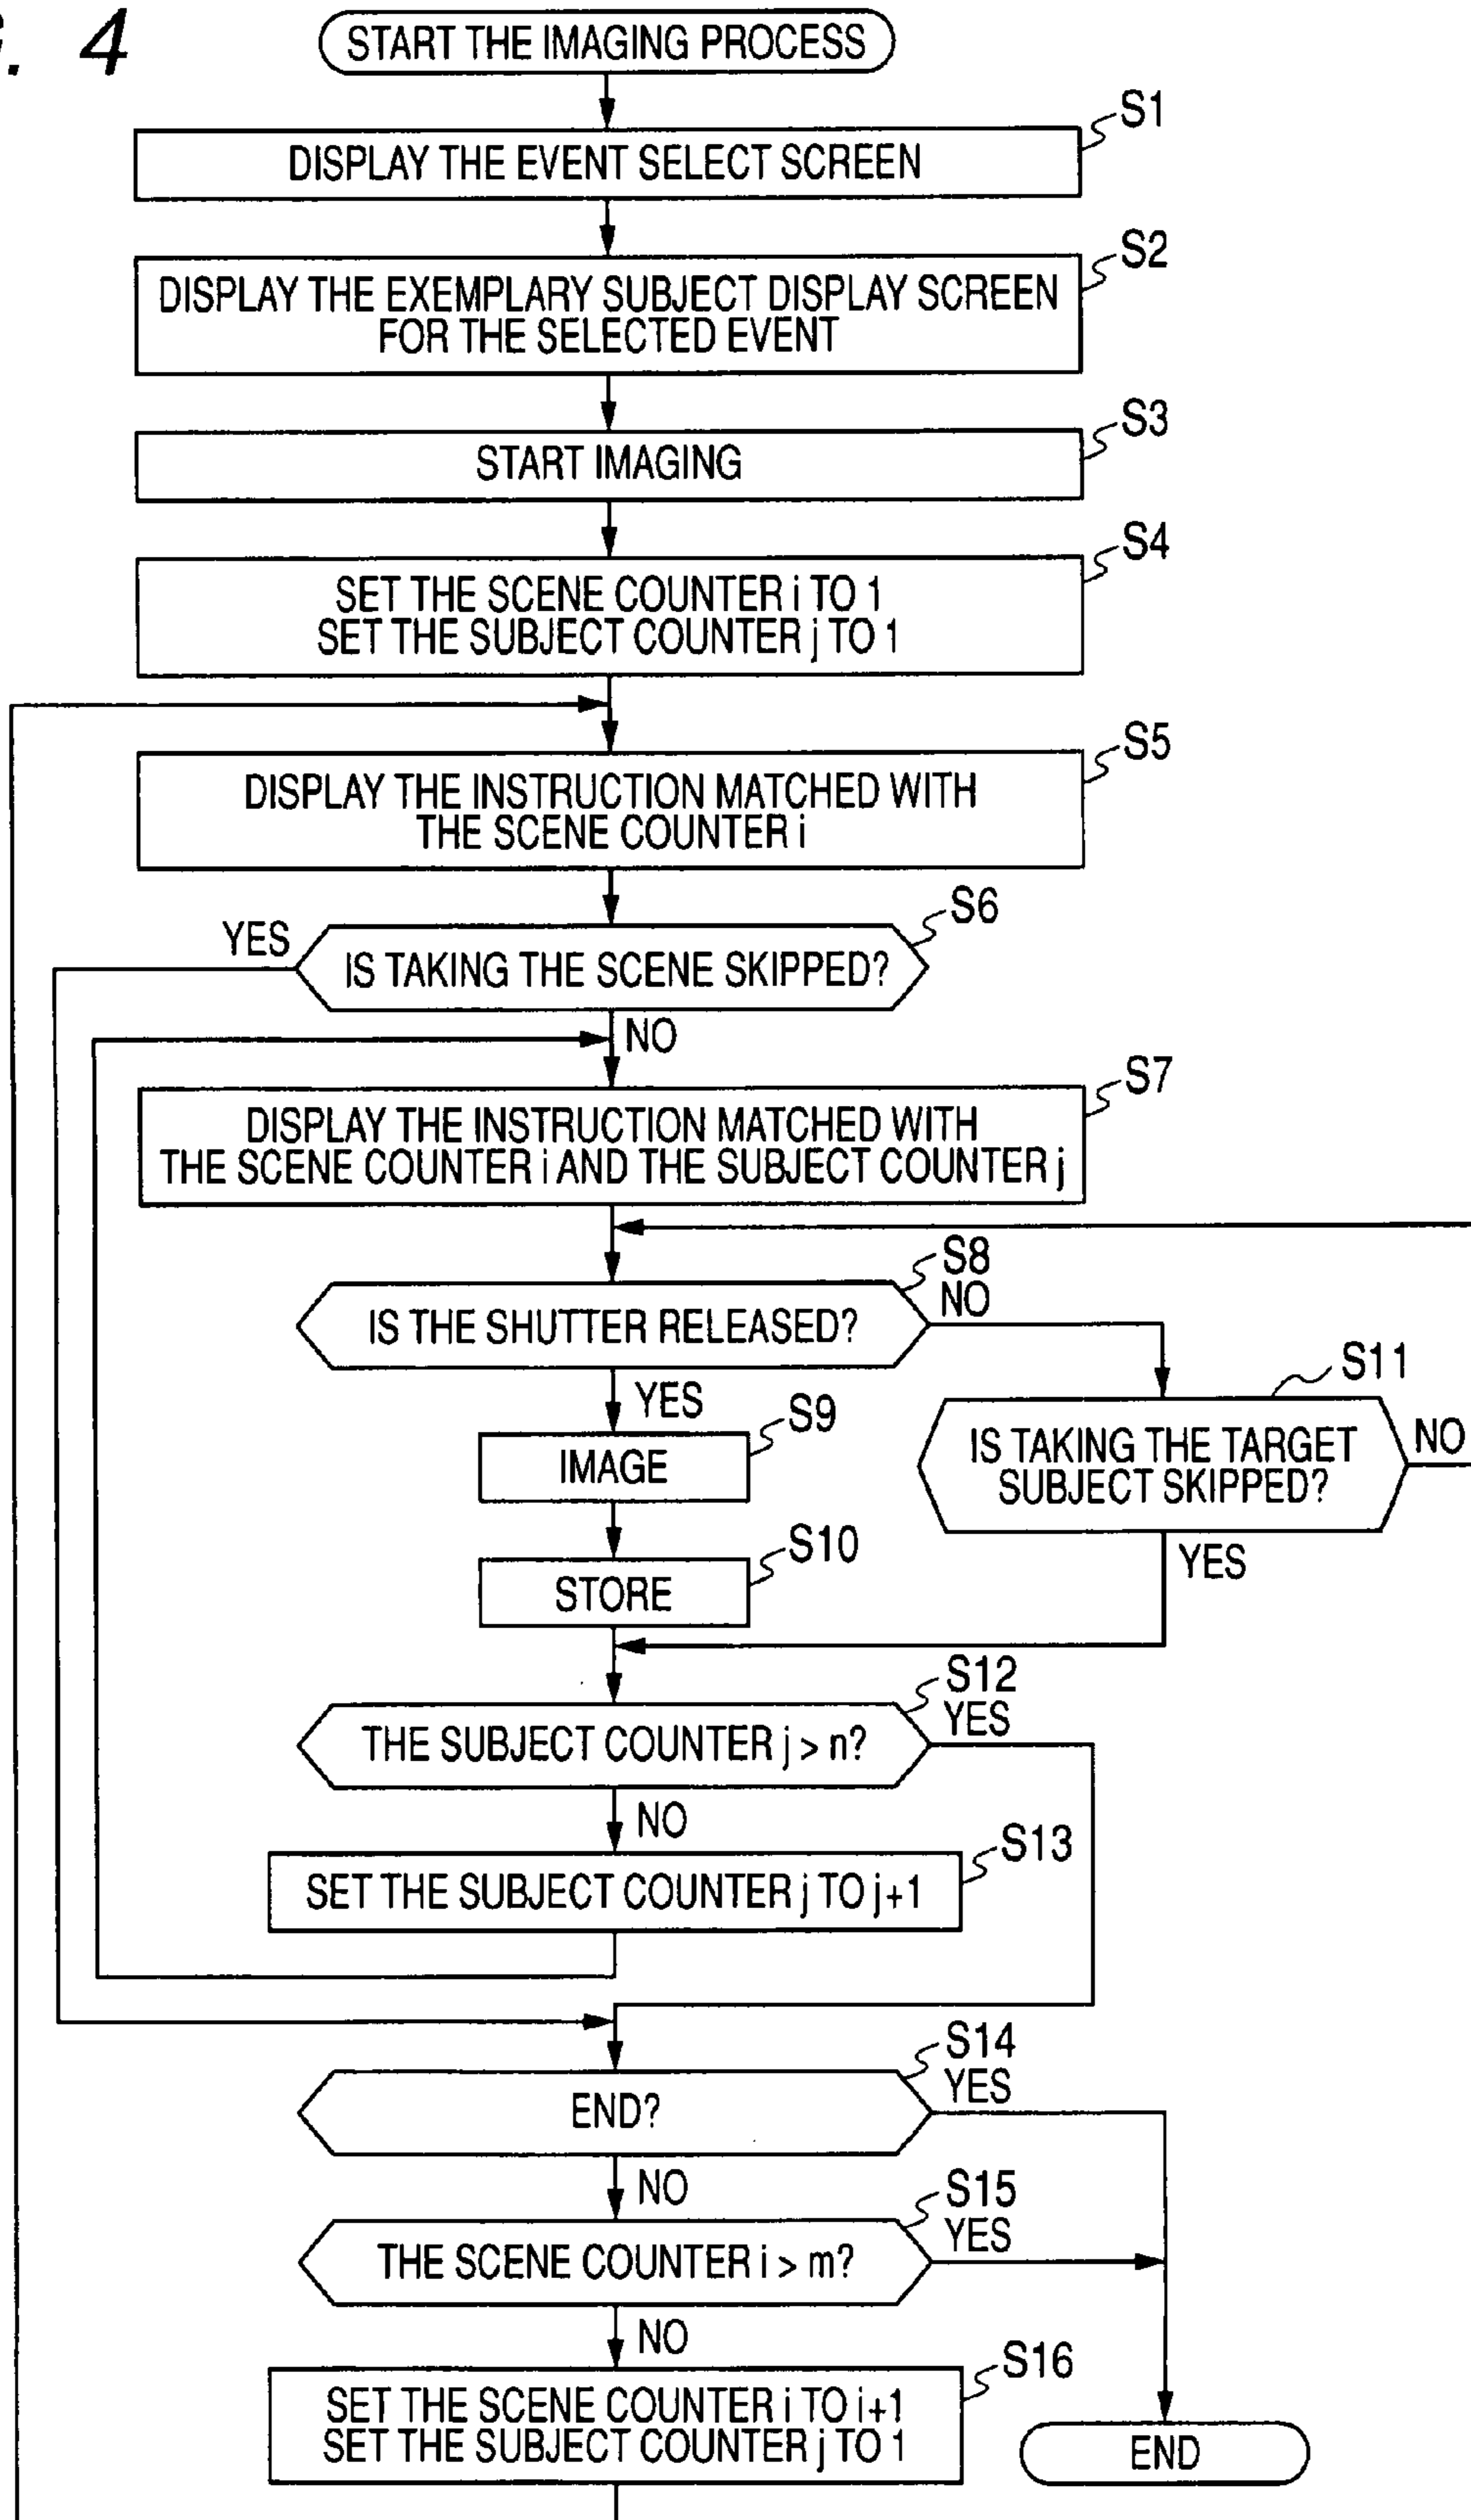 . 4
START THE IMAGING PROCESS
S1
DISPLAY THE EVENT SELECT SCREEN
S2
DISPLAY THE EXEMPLARY SUBJECT DISPLAY SCREEN
FOR THE SELECTED EVENT
S3
START IMAGING
S4
SET THE SCENE COUNTER i TO 1
SET THE SUBJECT COUNTER j TO 1
S5
DISPLAY THE INSTRUCTION MATCHED WITH
THE SCENE COUNTER i
S6
YES
IS TAKING THE SCENE SKIPPED?
NO
S7
DISPLAY THE INSTRUCTION MATCHED WITH
THE SCENE COUNTER i AND THE SUBJECT COUNTER j
S8
NO
IS THE SHUTTER RELEASED?
S11
YES
S9
IS TAKING THE TARGET
SUBJECT SKIPPED?
NO
IMAGE
S10
YES
STORE
S12
YES
THE SUBJECT COUNTER j > n?
NO
S13
SET THE SUBJECT COUNTER j TO j+1
S14
YES
END?
NO
S15
YES
THE SCENE COUNTER i > m?
NO
S16
SET THE SCENE COUNTER i TO i+1
SET THE SUBJECT COUNTER j TO 1
END